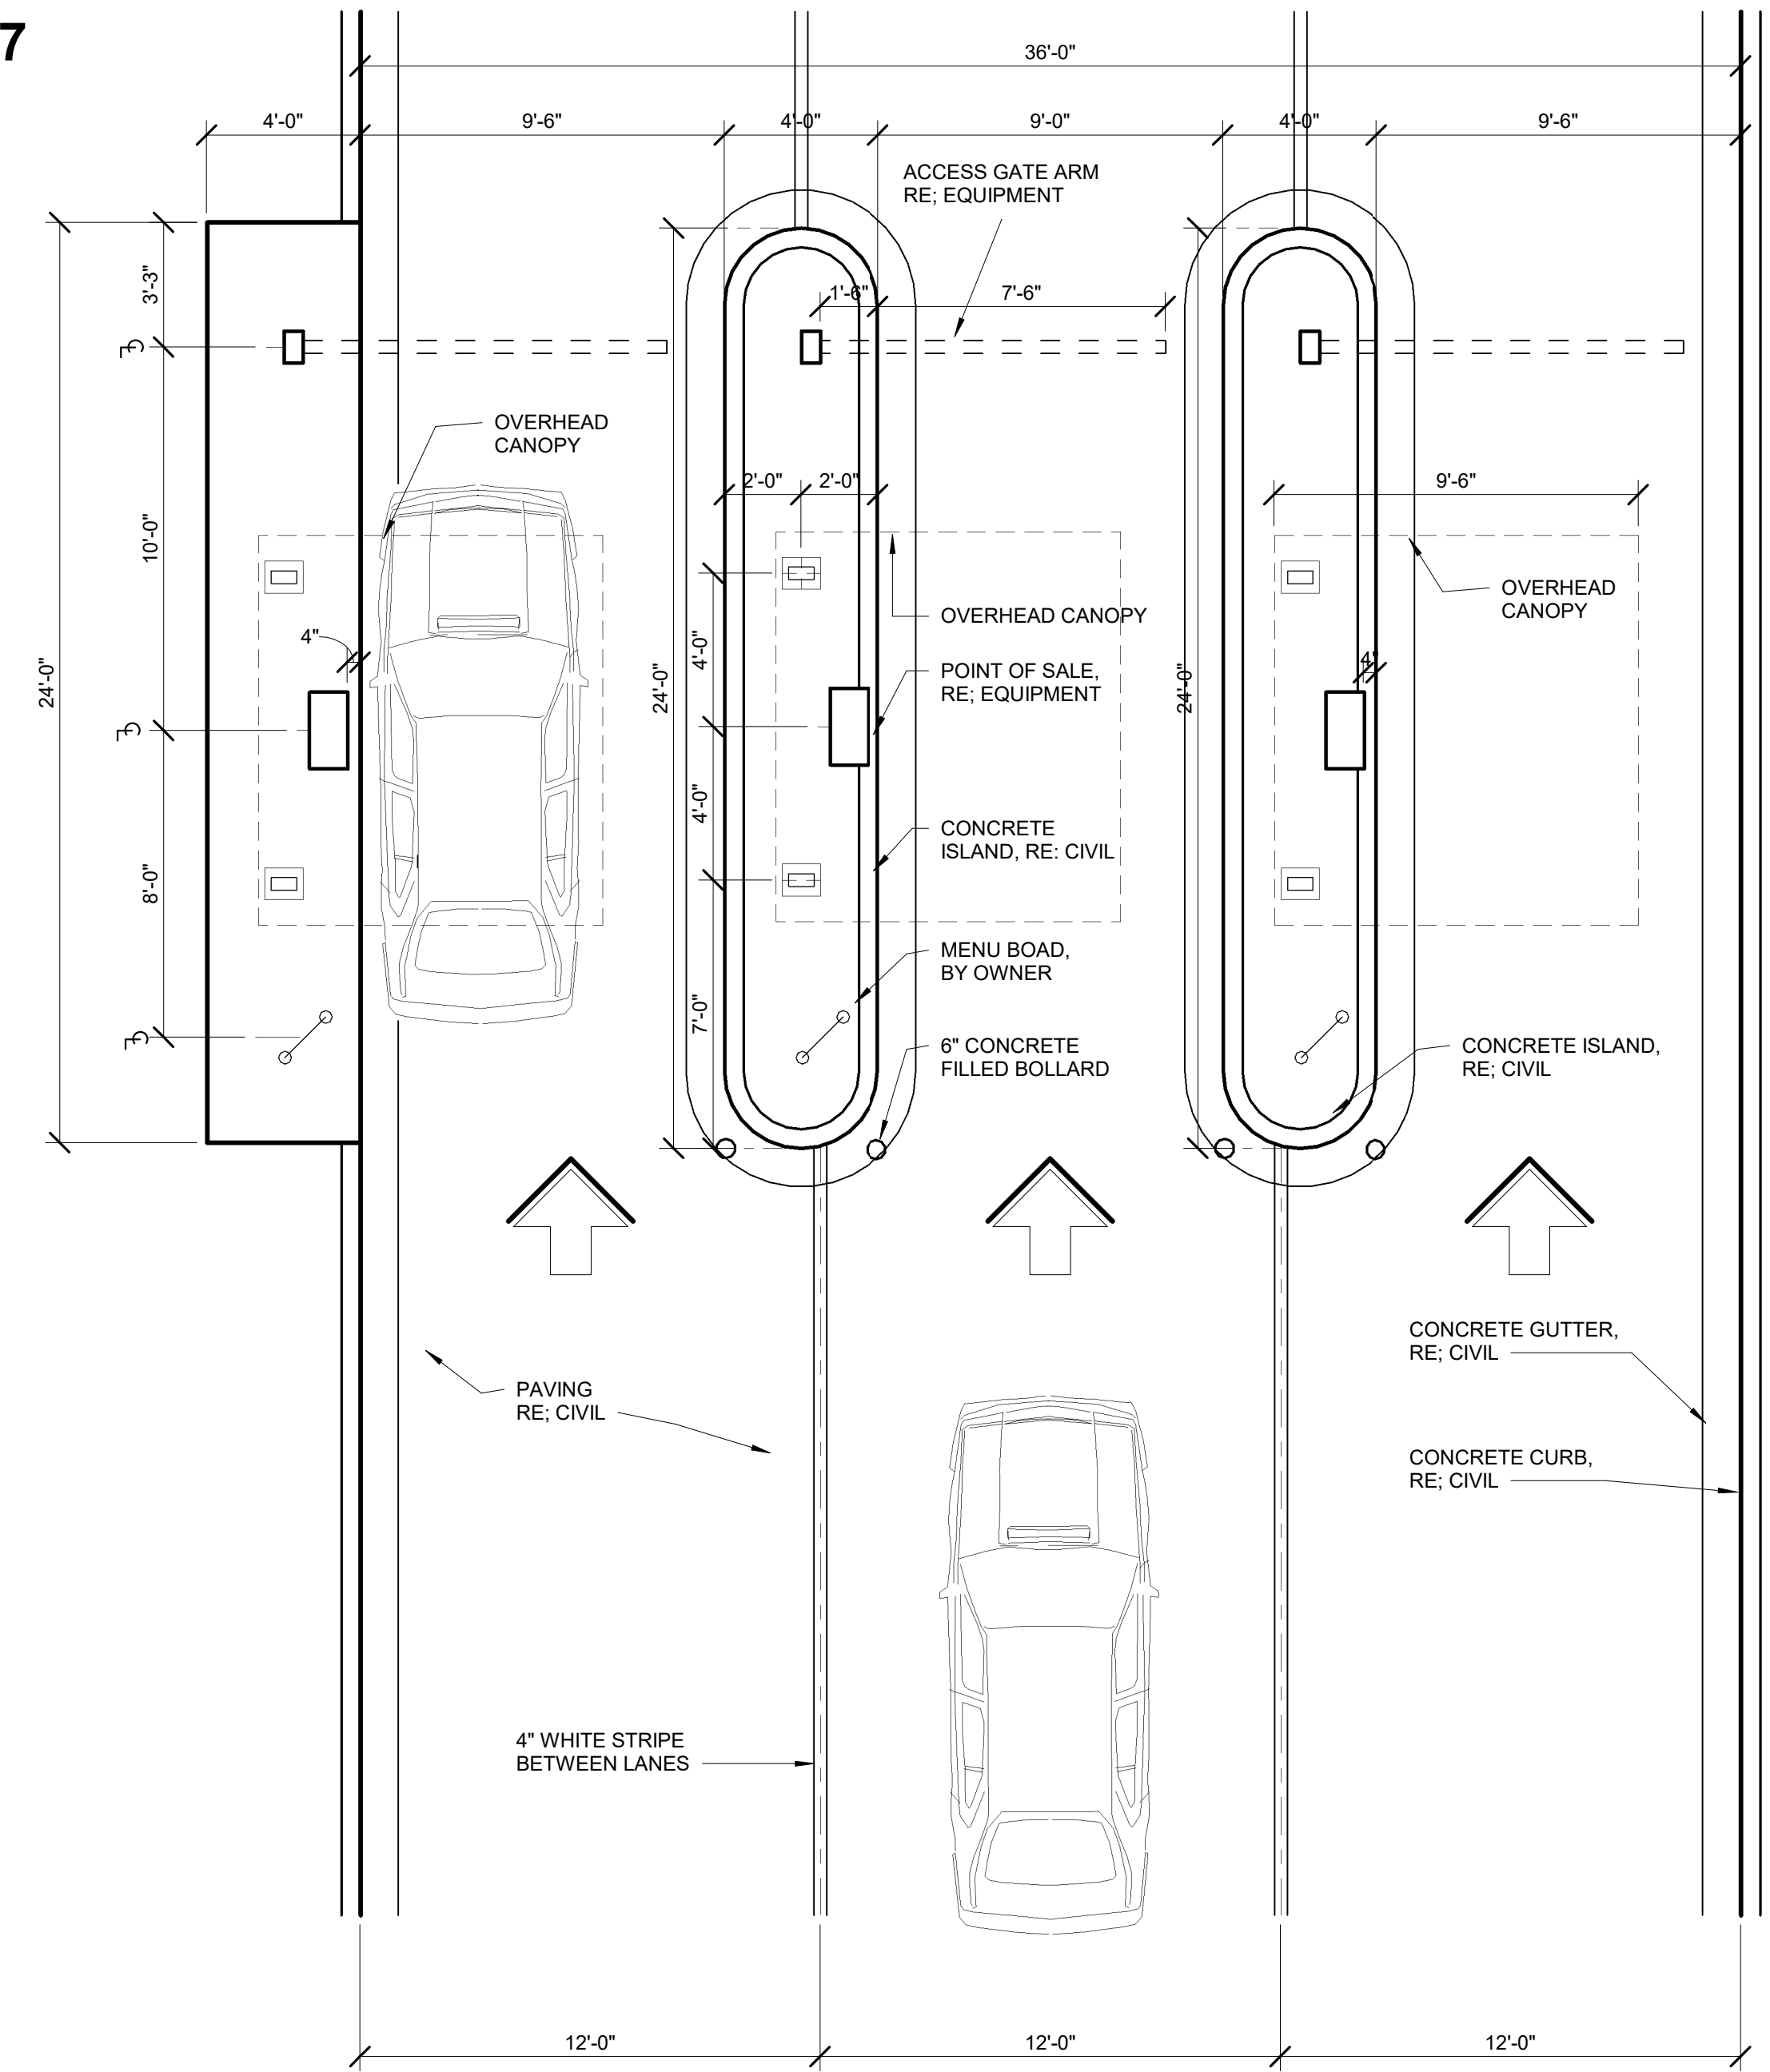 7
36'-0"
4'-0"
9'-6"
4'-0"
9'-0"
4'-0"
9'-6"
ACCESS GATE ARM
RE; EQUIPMENT
3'-3"
1'-6"
7'-6"
OVERHEAD
CANOPY
2'-0"
2'-0"
9'-6"
10'-0"
OVERHEAD
CANOPY
OVERHEAD CANOPY
4"
4'-0"
24'-0"
24'-0"
24'-0"
4"
POINT OF SALE,
RE; EQUIPMENT
4'-0"
CONCRETE
ISLAND, RE: CIVIL
8'-0"
MENU BOAD,
BY OWNER
7'-0"
6" CONCRETE
FILLED BOLLARD
CONCRETE ISLAND,
RE; CIVIL
CONCRETE GUTTER,
RE; CIVIL
PAVING
RE; CIVIL
CONCRETE CURB,
RE; CIVIL
4" WHITE STRIPE
BETWEEN LANES
12'-0"
12'-0"
12'-0"